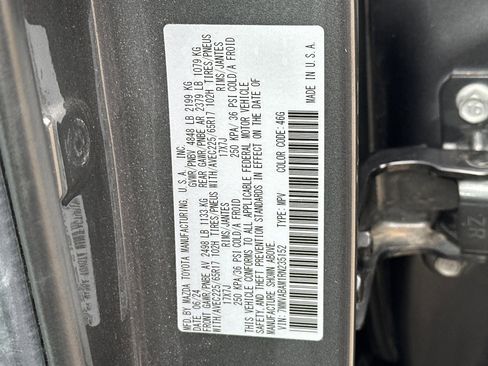 MFD. BY MAZDA TOYOTA MANUFACTURING, U.S.A., INC.
DATE: 06/24 GVWR/PNBV 4848 LB 2199 KG
FRONT GAWR/PNBE AV 2498 LB 1133 KG REAR GAWR/PNBE AR 2379 LB 1079 KG
WITH/AVEC225/65R17 102H TIRES/PNEUS WITH/AVEC225/65R17 102H TIRES/PNEUS
17X7J RIMS/JANTES 17X7J RIMS/JANTES
250 KPA/36 PSI COLD/A FROID 250 KPA/36 PSI COLD/A FROID
THIS VEHICLE CONFORMS TO ALL APPLICABLE FEDERAL MOTOR VEHICLE
SAFETY AND THEFT PREVENTION STANDARDS IN EFFECT ON THE DATE OF
MANUFACTURE SHOWN ABOVE.
TYPE: MPV COLOR CODE:46G
MADE IN U.S.A.